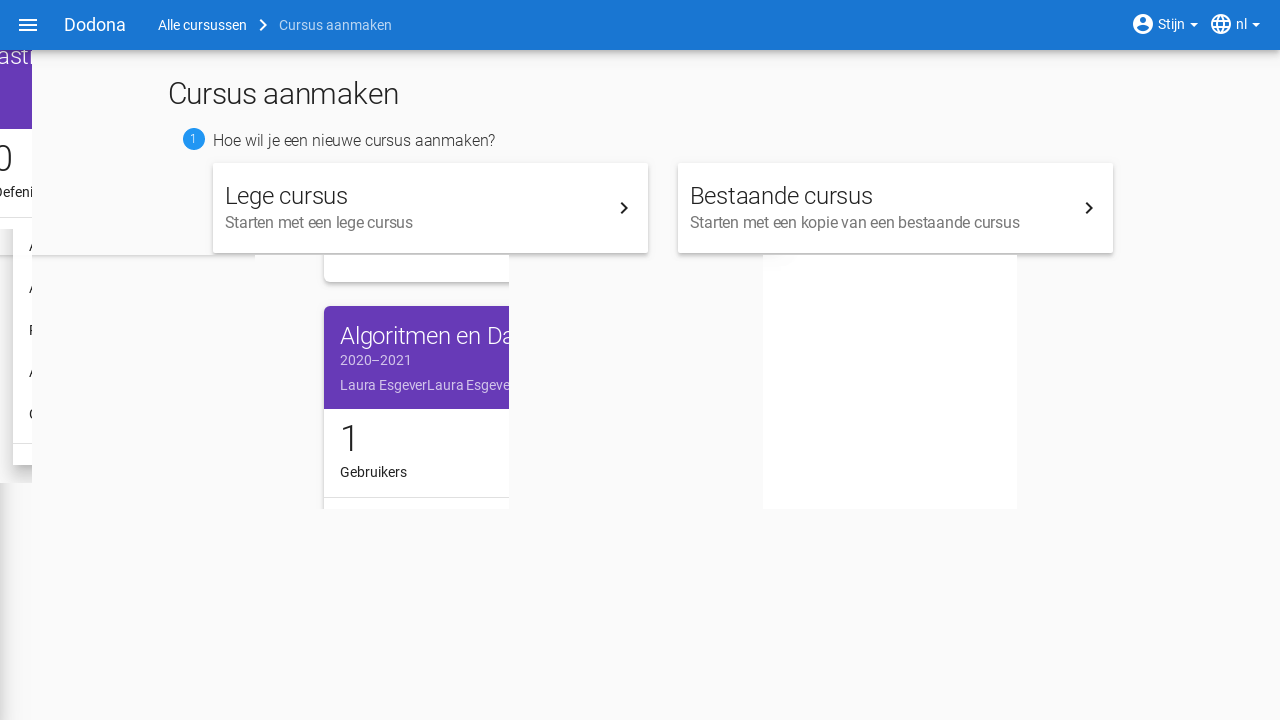 Dodona
Alle cursussen
Cursus aanmaken
Stijn
nl
Cursus aanmaken
1
Hoe wil je een nieuwe cursus aanmaken?
Lege cursus
Starten met een lege cursus
Bestaande cursus
Starten met een kopie van een bestaande cursus
0
Algoritmen en Da
2020–2021
Laura EsgeverLaura Esgeve
1
Gebruikers